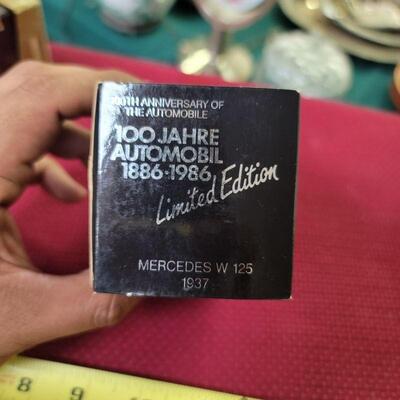 100TH ANNIVERSARY OF
THE AUTOMOBILE
100 JAHRE
AUTOMOBIL
1886-1986
Limited Edition
MERCEDES W 125
1937
8
9